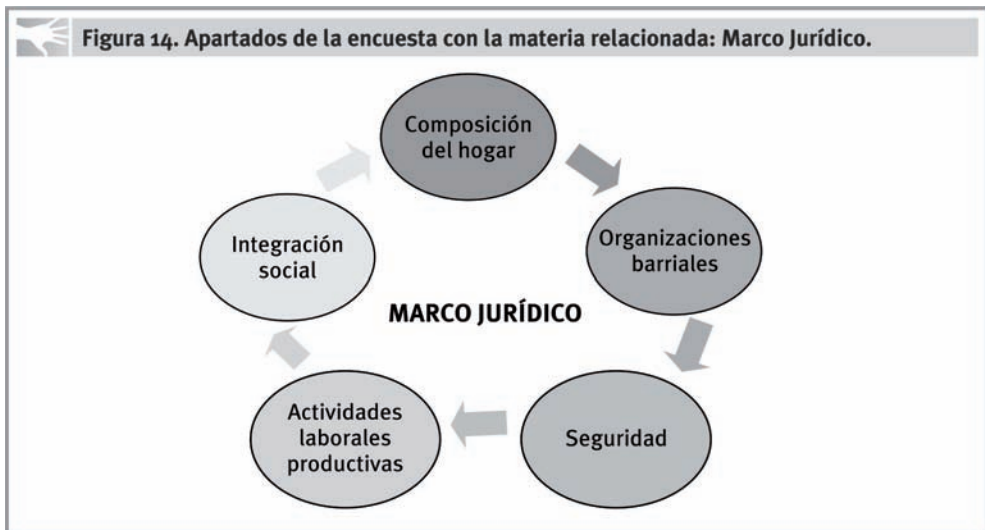 Figura 14. Apartados de la encuesta con la materia relacionada: Marco Jurídico.
Composición
del hogar
Organizaciones
barriales
Seguridad
Actividades
laborales
productivas
Integración
social
MARCO JURÍDICO